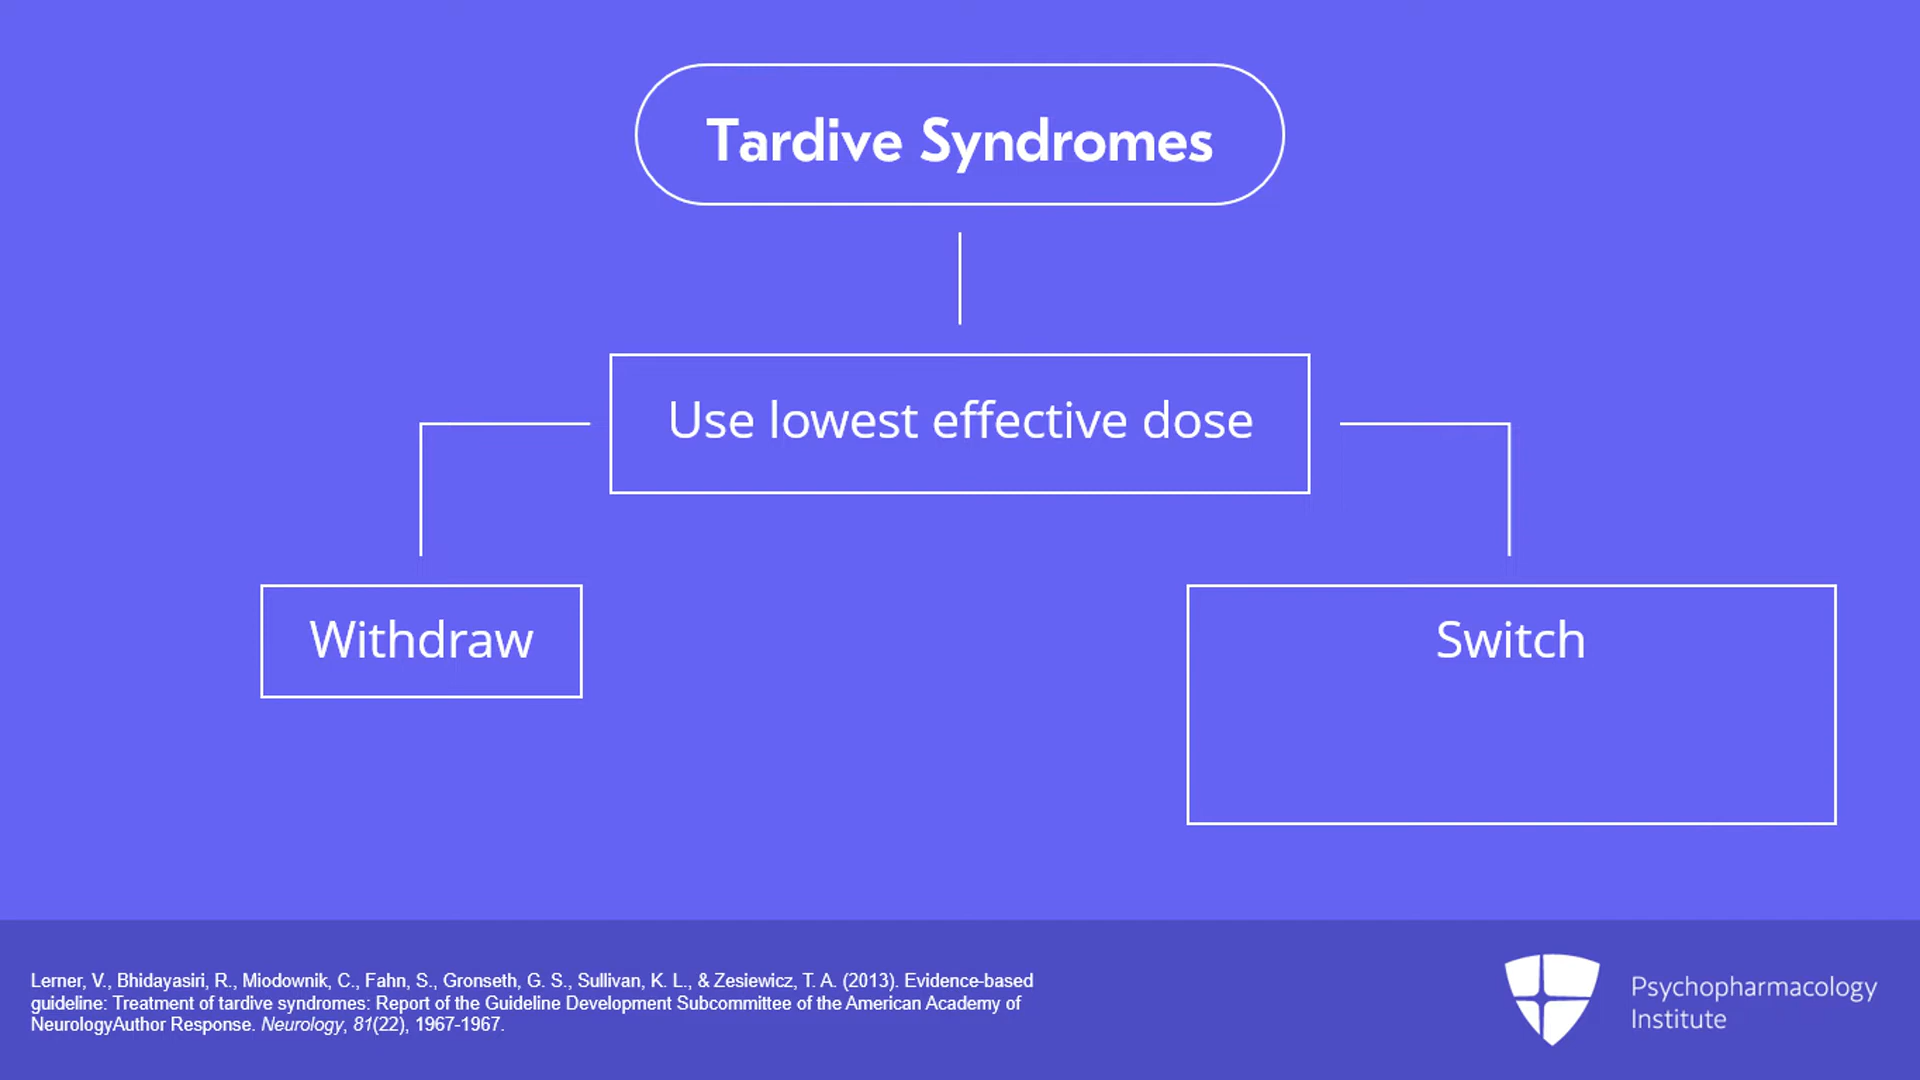 Tardive Syndromes
Use lowest effective dose
Withdraw
Switch
Lerner, V., Bhidayasiri, R., Miodownik, C., Fahn, S., Gronseth, G. S., Sullivan, K. L., & Zesiewicz, T. A. (2013). Evidence-based
guideline: Treatment of tardive syndromes: Report of the Guideline Development Subcommittee of the American Academy of
NeurologyAuthor Response. Neurology, 81(22), 1967-1967.
Psychopharmacology
Institute